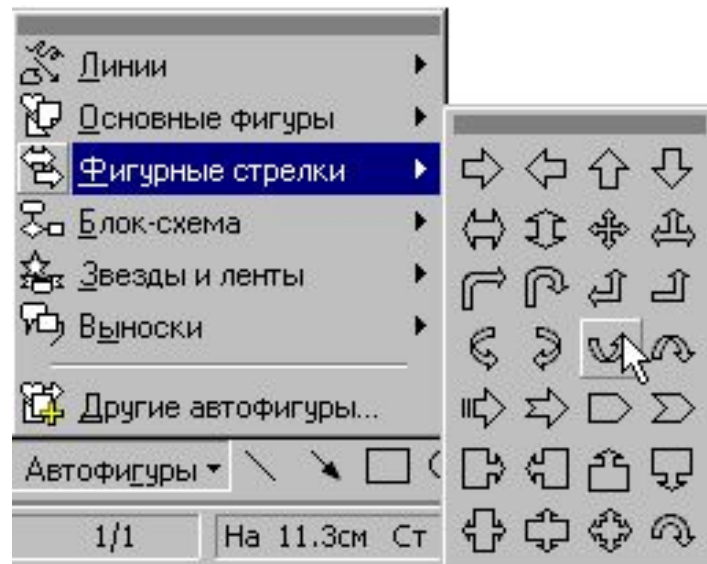 Линии
Основные фигуры
Фигурные стрелки
Блок-схема
Звезды и ленты
Выноски
Другие автофигуры...
Автофигуры
1/1 На 11.3см Ст